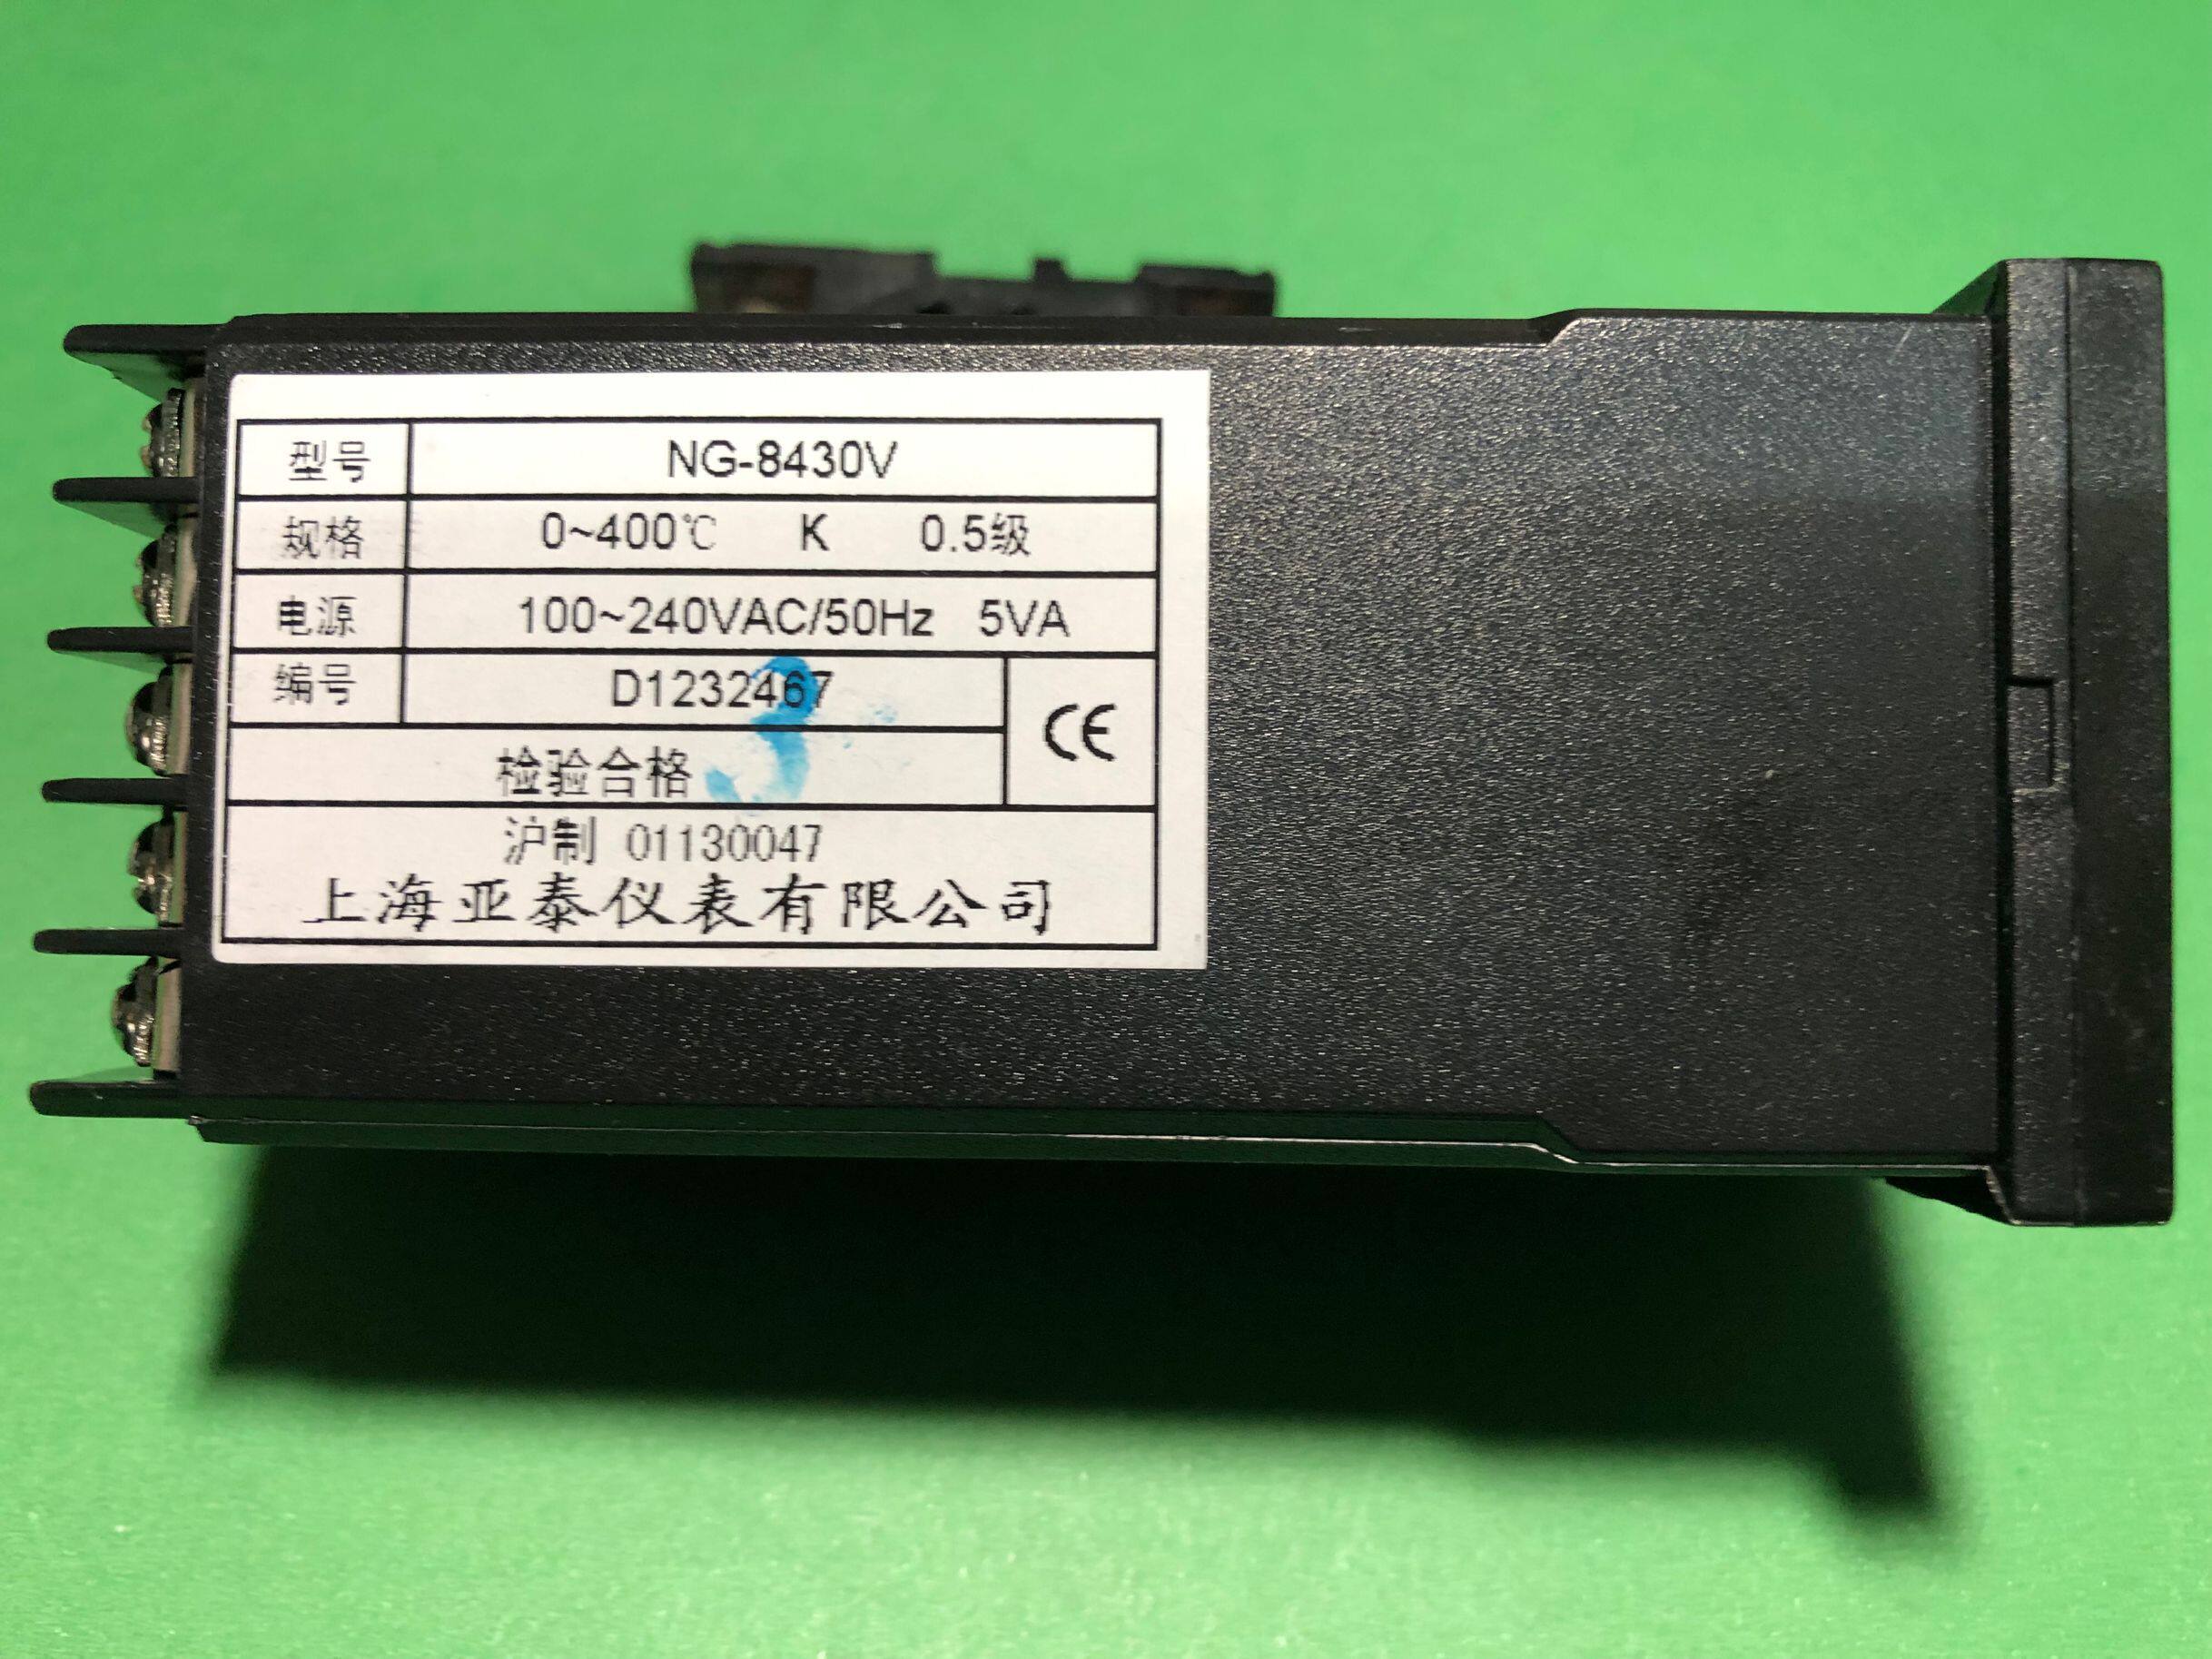 型号 NG-8430V
规格 0~400℃ K 0.5级
电源 100~240VAC/50Hz 5VA
编号 D1232467
CE
检验合格 3
沪制 01130047
上海亚泰仪表有限公司